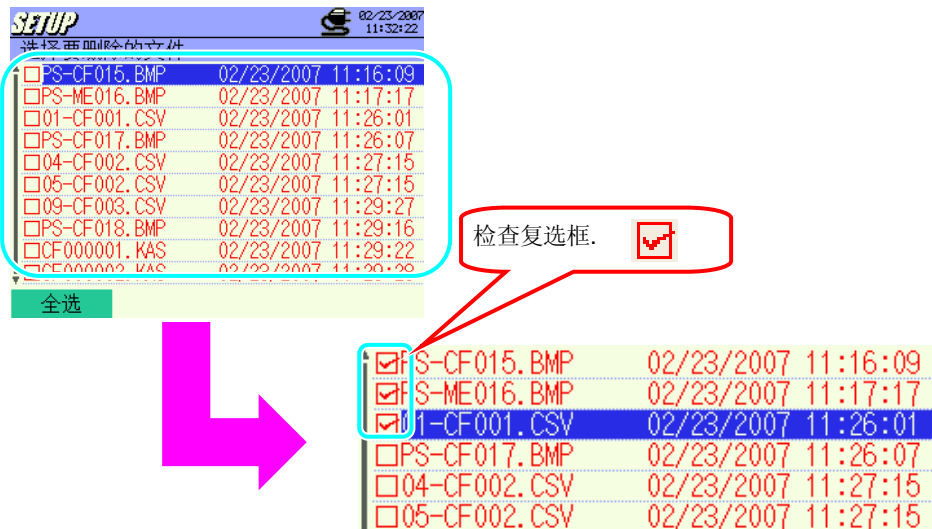 SETUP
02/23/2007
11:32:22
选择要删除的文件
PS-CF015.BMP 02/23/2007 11:16:09
PS-ME016.BMP 02/23/2007 11:17:17
01-CF001.CSV 02/23/2007 11:26:01
PS-CF017.BMP 02/23/2007 11:26:07
04-CF002.CSV 02/23/2007 11:27:15
05-CF002.CSV 02/23/2007 11:27:15
09-CF003.CSV 02/23/2007 11:29:27
PS-CF018.BMP 02/23/2007 11:29:16
CF000001.KAS 02/23/2007 11:29:22
CF000002.KAS 02/23/2007 11:29:28
全选
检查复选框.
PS-CF015.BMP 02/23/2007 11:16:09
PS-ME016.BMP 02/23/2007 11:17:17
01-CF001.CSV 02/23/2007 11:26:01
PS-CF017.BMP 02/23/2007 11:26:07
04-CF002.CSV 02/23/2007 11:27:15
05-CF002.CSV 02/23/2007 11:27:15